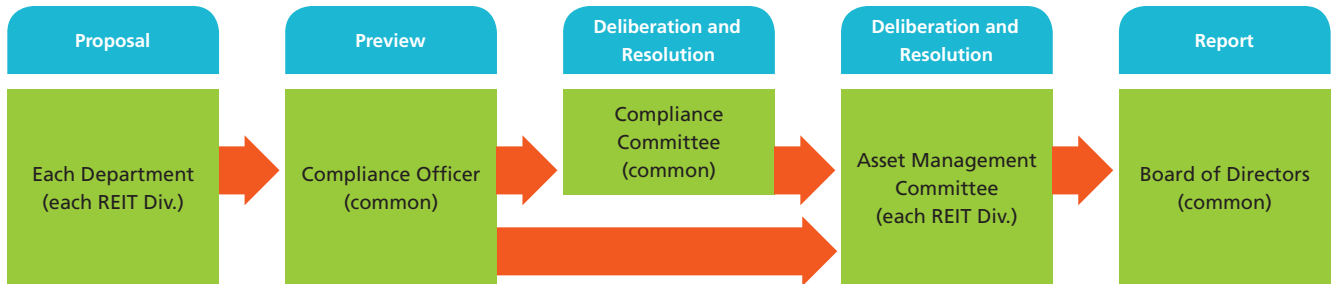 Proposal
Preview
Deliberation and
Resolution
Deliberation and
Resolution
Report
Each Department
(each REIT Div.)
Compliance Officer
(common)
Compliance
Committee
(common)
Asset Management
Committee
(each REIT Div.)
Board of Directors
(common)